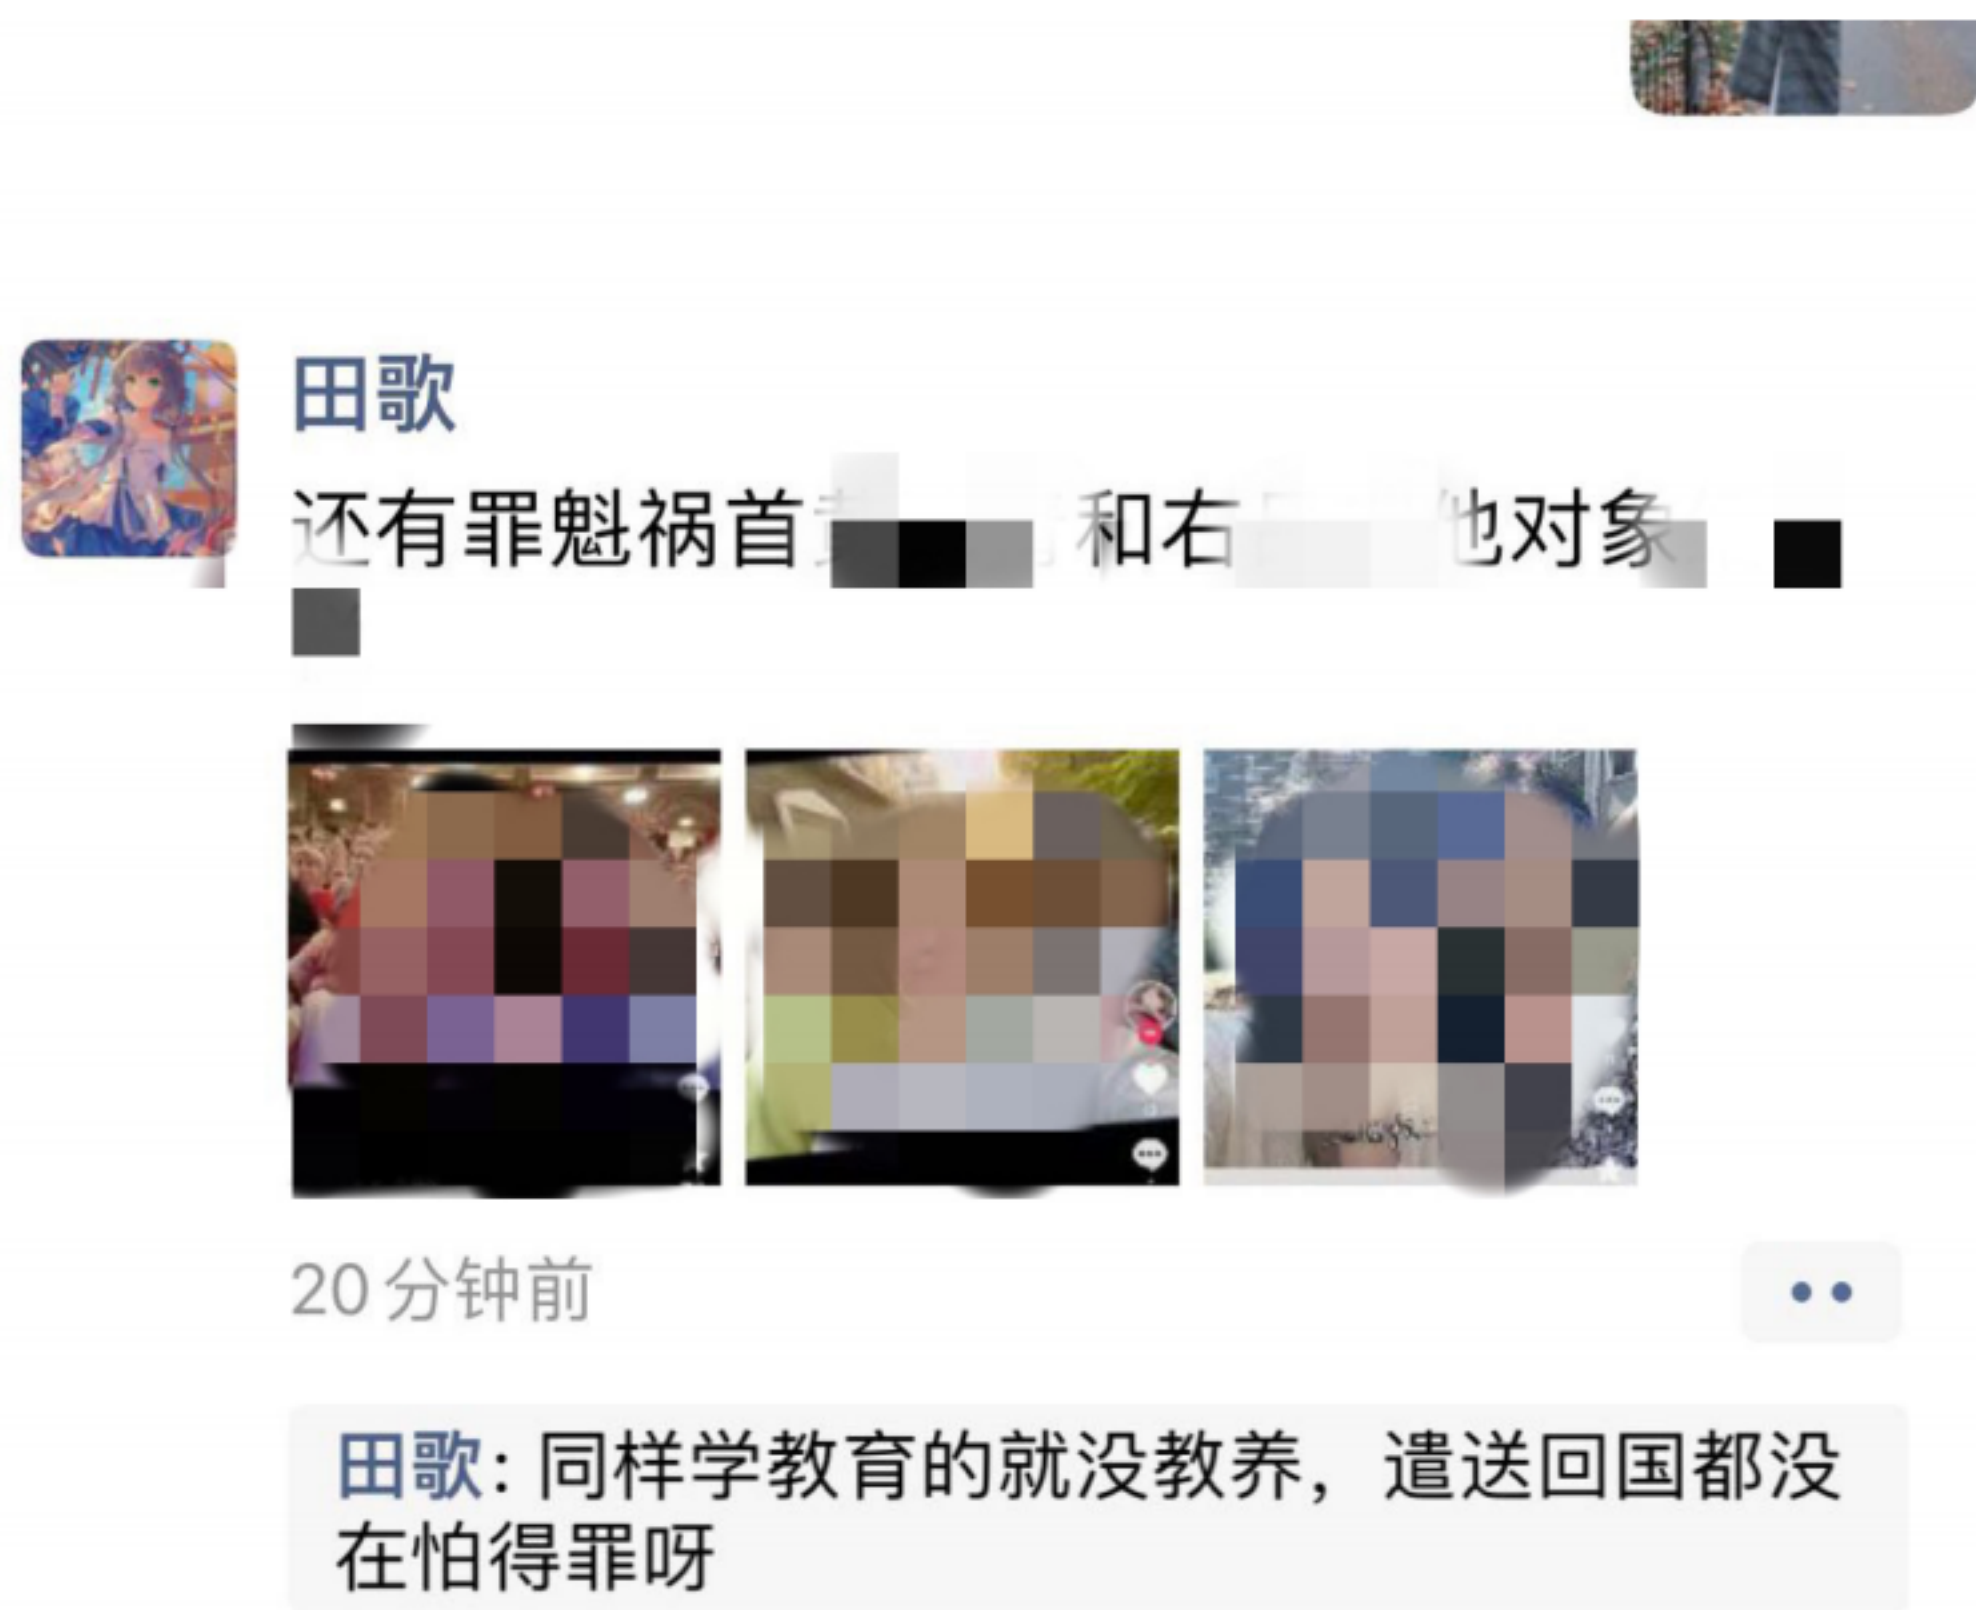 田歌
还有罪魁祸首 和右 他对象
20分钟前
田歌: 同样学教育的就没教养，遣送回国都没
在怕得罪呀